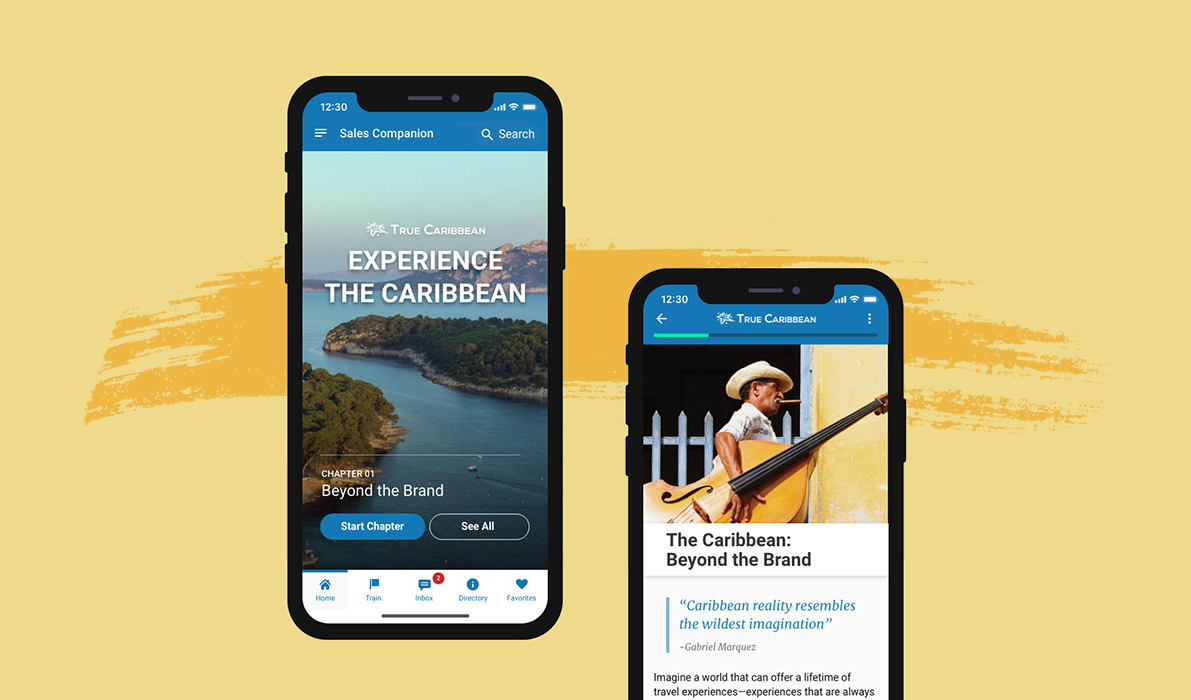 12:30
Sales Companion
Search
TRUE CARIBBEAN
EXPERIENCE
THE CARIBBEAN
CHAPTER 01
Beyond the Brand
Start Chapter
See All
2
Home
Train
Inbox
Directory
Favorites
12:30
TRUE CARIBBEAN
The Caribbean:
Beyond the Brand
“Caribbean reality resembles
the wildest imagination”
–Gabriel Marquez
Imagine a world that can offer a lifetime of
travel experiences—experiences that are always